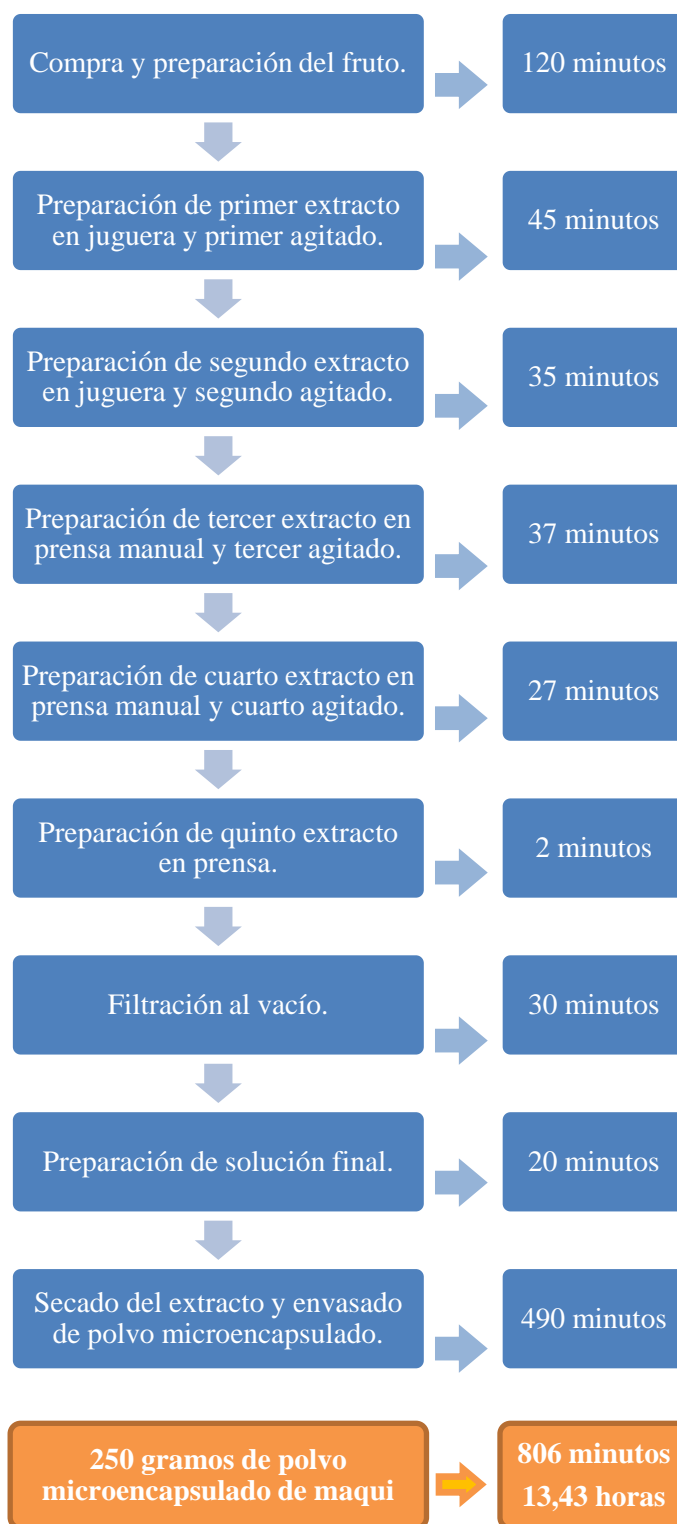 Compra y preparación del fruto.
120 minutos
Preparación de primer extracto
en juguera y primer agitado.
45 minutos
Preparación de segundo extracto
en juguera y segundo agitado.
35 minutos
Preparación de tercer extracto en
prensa manual y tercer agitado.
37 minutos
Preparación de cuarto extracto en
prensa manual y cuarto agitado.
27 minutos
Preparación de quinto extracto
en prensa.
2 minutos
Filtración al vacío.
30 minutos
Preparación de solución final.
20 minutos
Secado del extracto y envasado
de polvo microencapsulado.
490 minutos
250 gramos de polvo
microencapsulado de maqui
806 minutos
13,43 horas